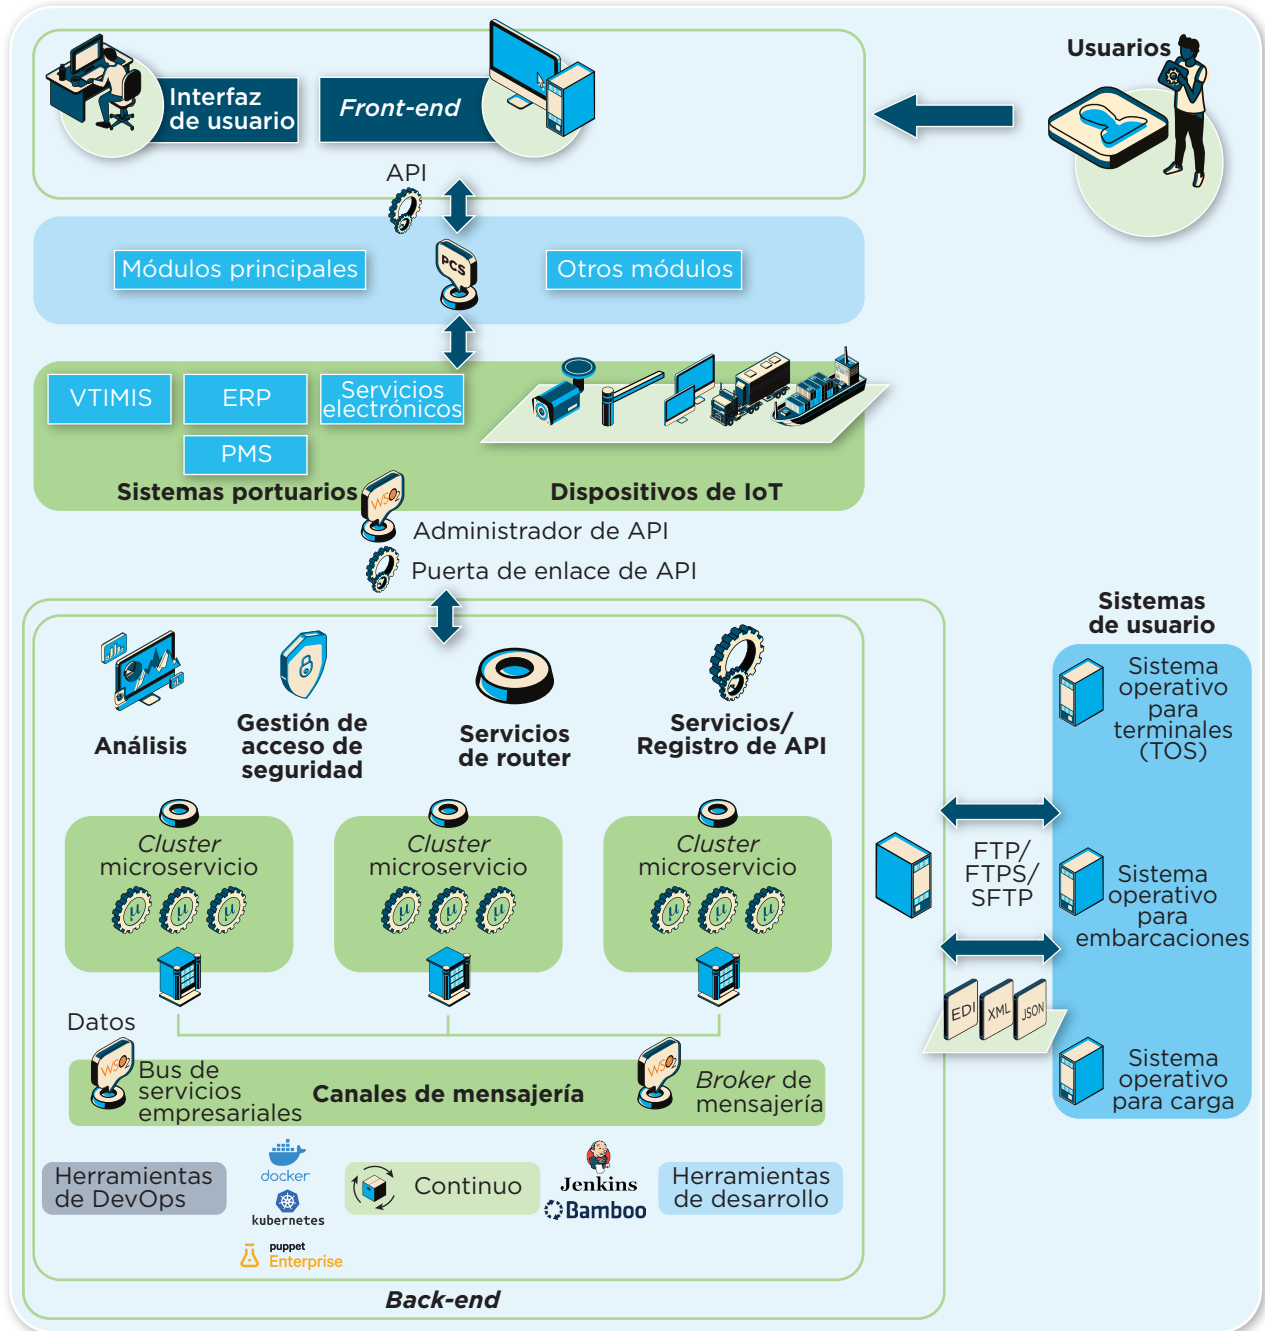 Usuarios
Interfaz
de usuario
Front-end
API
Módulos principales
PCS
Otros módulos
VTIMIS
ERP
Servicios
electrónicos
PMS
Sistemas portuarios
WSO2
Dispositivos de IoT
Administrador de API
Puerta de enlace de API
Sistemas
de usuario
Análisis
Gestión de
acceso de
seguridad
Servicios
de router
Servicios/
Registro de API
Sistema
operativo
para
terminales
(TOS)
Cluster
microservicio
μ μ μ
Cluster
microservicio
μ μ μ
Cluster
microservicio
μ μ μ
FTP/
FTPS/
SFTP
Sistema
operativo
para
embarcaciones
EDI
XML
JSON
Datos
WSO2
Bus de
servicios
empresariales
Canales de mensajería
WSO2
Broker de
mensajería
Sistema
operativo
para carga
Herramientas
de DevOps
docker
kubernetes
puppet
Enterprise
Continuo
Jenkins
Bamboo
Herramientas
de desarrollo
Back-end